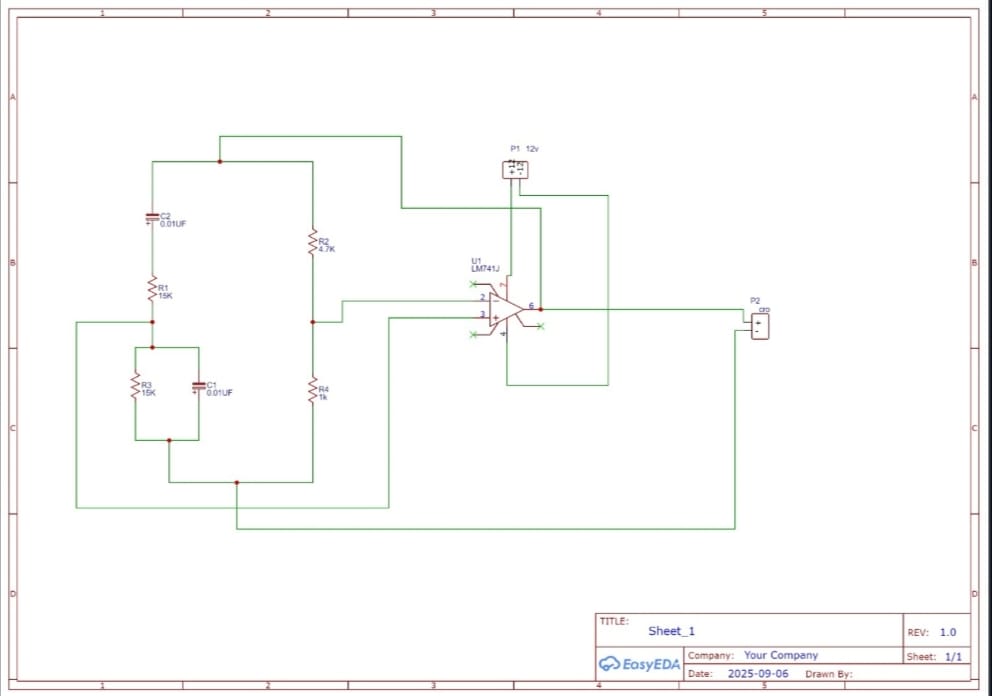 1 2 3 4 5
A A
P1 12v
+12 -12
C2
0.01UF
R2
4.7K
B B
U1
LM741J
7
R1
15K
2 −
3 +
6
4
P2
cro
+
-
R3
15K
C1
0.01UF
R4
1k
C C
D D
TITLE:
Sheet_1
REV: 1.0
EasyEDA
Company: Your Company
Sheet: 1/1
Date: 2025-09-06 Drawn By:
1 2 3 4 5